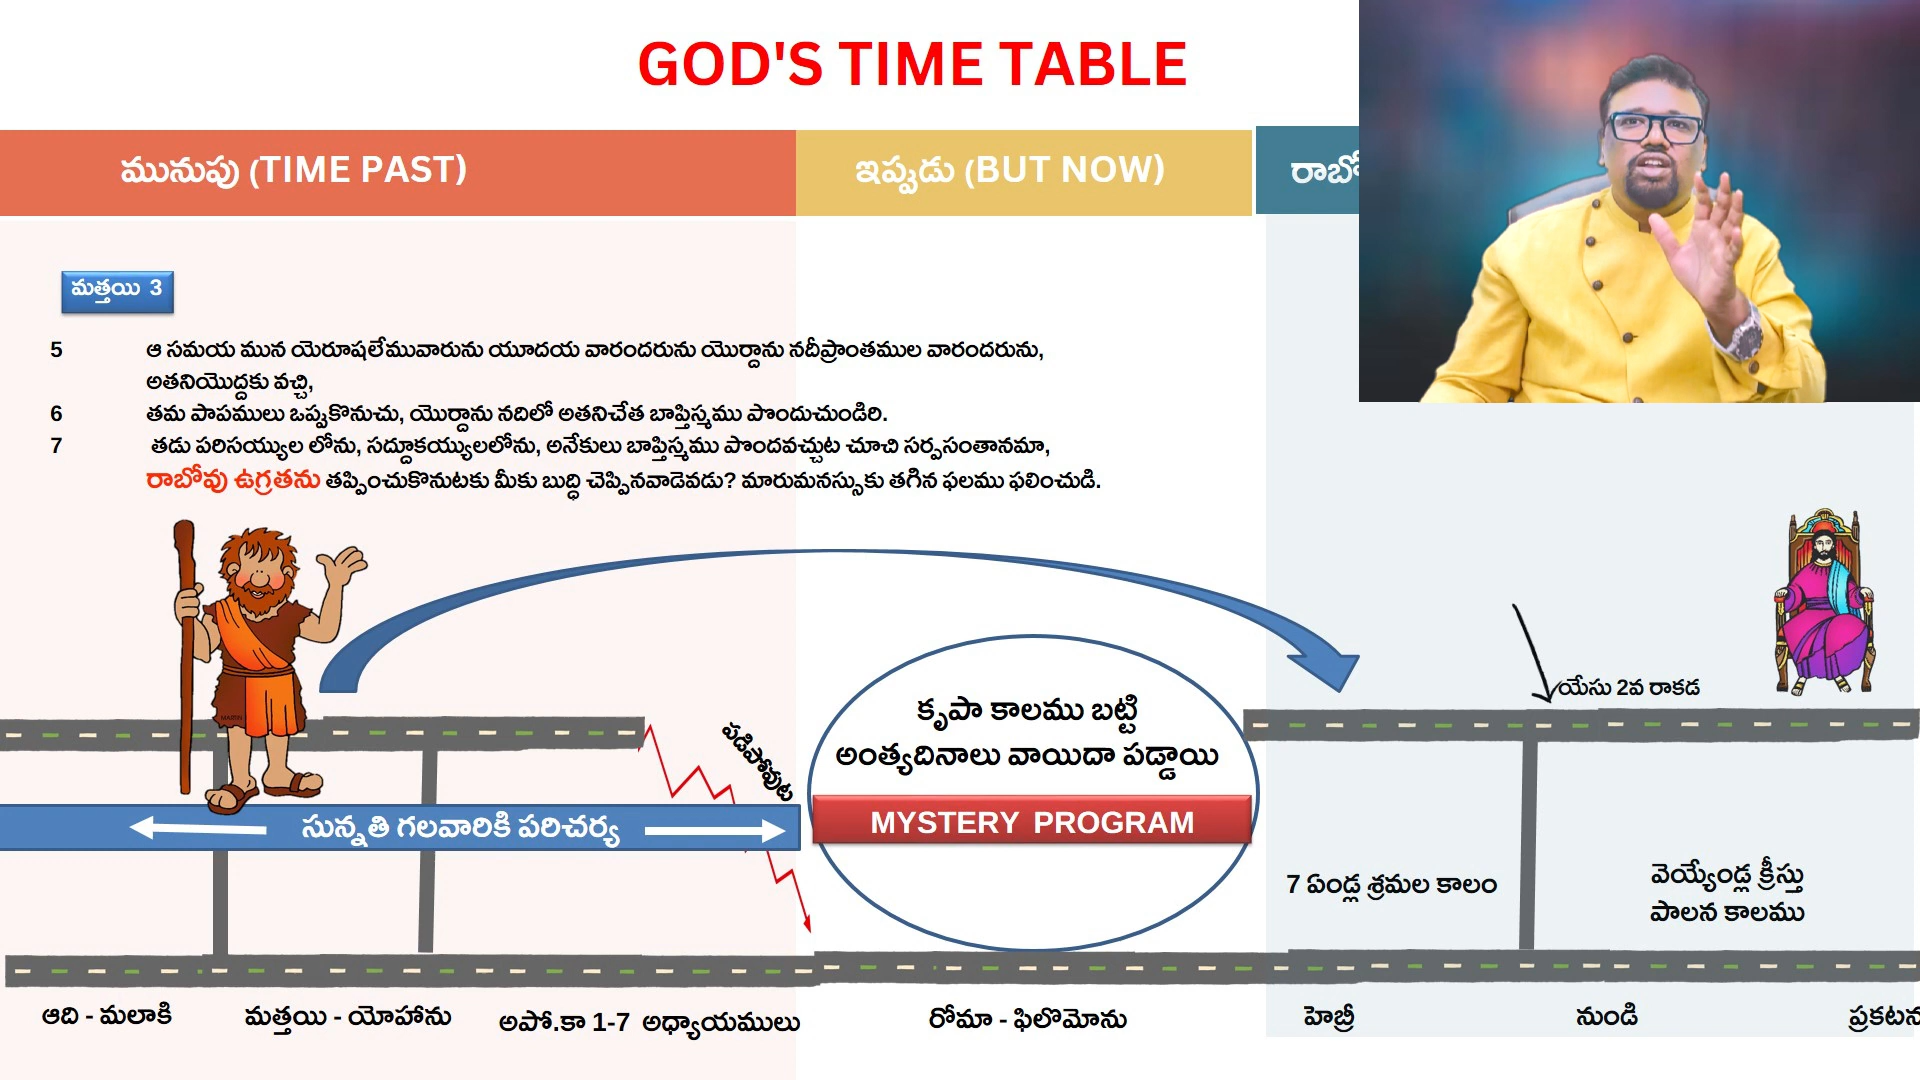 GOD'S TIME TABLE
మునుపు (TIME PAST)
ఇప్పుడు (BUT NOW)
మత్తయి 3
5 ఆ సమయ మున యెరూషలేమువారును యూదయ వారందరును యొర్దాను నదీప్రాంతముల వారందరును,
అతనియొద్దకు వచ్చి,
6 తమ పాపములు ఒప్పుకొనుచు, యొర్దాను నదిలో అతనిచేత బాప్తిస్మము పొందుచుండిరి.
7 తడు పరిసయ్యుల లోను, సద్దూకయ్యులలోను, అనేకులు బాప్తిస్మము పొందవచ్చుట చూచి సర్పసంతానమా,
రాబోవు ఉగ్రతను తప్పించుకొనుటకు మీకు బుద్ధి చెప్పినవాడెవడు? మారుమనస్సుకు తగిన ఫలము ఫలించుడి.
యేసు 2వ రాకడ
పడిపోవుట
కృపా కాలము బట్టి
అంత్యదినాలు వాయిదా పడ్డాయి
MYSTERY PROGRAM
సున్నతి గలవారికి పరిచర్య
7 ఏండ్ల శ్రమల కాలం
వెయ్యేండ్ల క్రీస్తు
పాలన కాలము
ఆది - మలాకి
మత్తయి - యోహాను
అపో.కా 1-7 అధ్యాయములు
రోమా - ఫిలొమోను
హెబ్రీ
నుండి